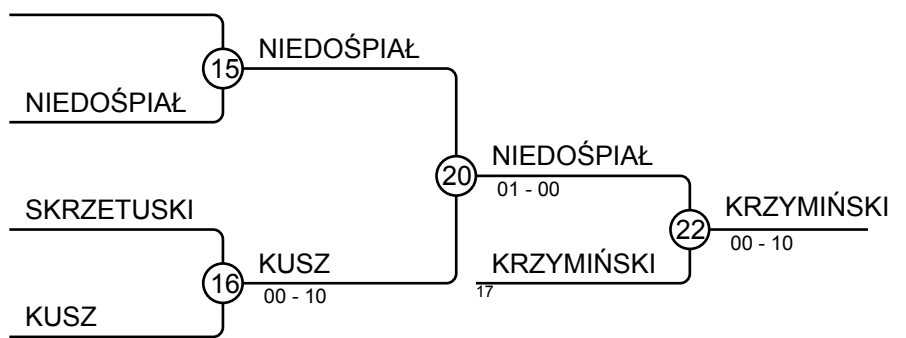 NIEDOŚPIAŁ
15
NIEDOŚPIAŁ
SKRZETUSKI
16
KUSZ
KUSZ
00 - 10
20
NIEDOŚPIAŁ
01 - 00
KRZYMIŃSKI
17
22
KRZYMIŃSKI
00 - 10